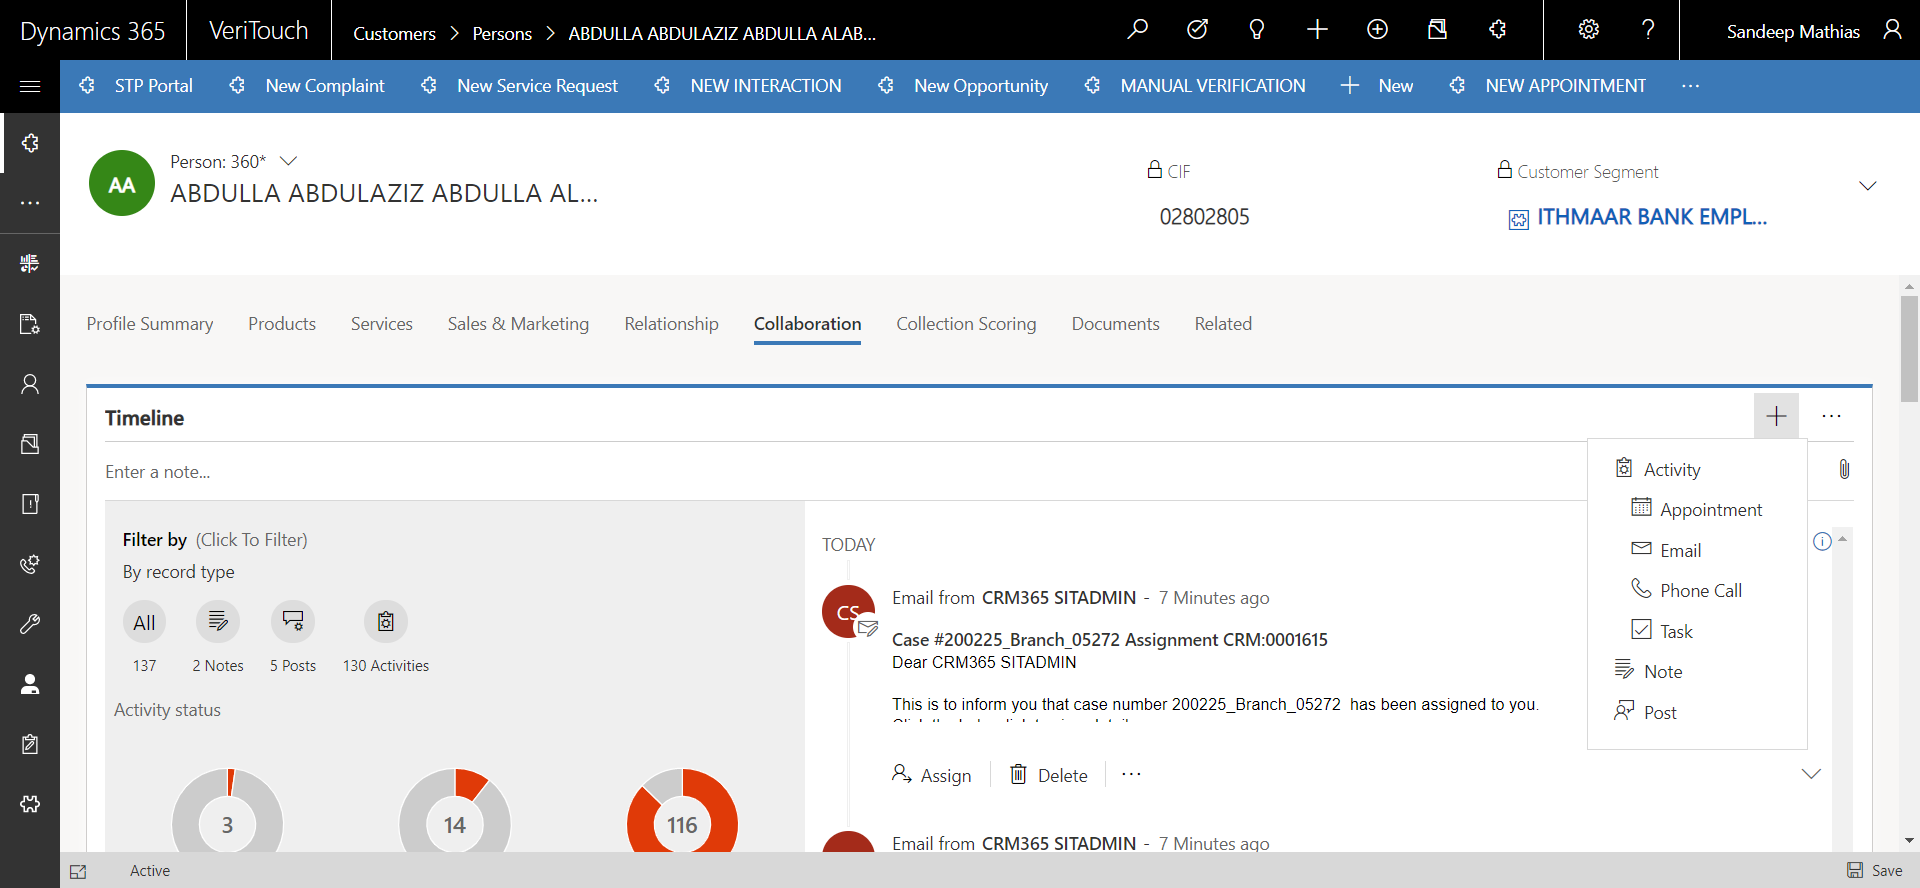 Dynamics 365
VeriTouch
Customers > Persons > ABDULLA ABDULAZIZ ABDULLA ALAB...
Sandeep Mathias
STP Portal
New Complaint
New Service Request
NEW INTERACTION
New Opportunity
MANUAL VERIFICATION
New
NEW APPOINTMENT
...
AA
Person: 360*
ABDULLA ABDULAZIZ ABDULLA AL...
CIF
02802805
Customer Segment
ITHMAAR BANK EMPL...
Profile Summary
Products
Services
Sales & Marketing
Relationship
Collaboration
Collection Scoring
Documents
Related
Timeline
Enter a note...
Activity
Appointment
Email
Phone Call
Task
Note
Post
Filter by (Click To Filter)
By record type
All
137
2 Notes
5 Posts
130 Activities
Activity status
3
14
116
TODAY
CS
Email from CRM365 SITADMIN - 7 Minutes ago
Case #200225_Branch_05272 Assignment CRM:0001615
Dear CRM365 SITADMIN
This is to inform you that case number 200225_Branch_05272 has been assigned to you.
Assign
Delete
...
Email from CRM365 SITADMIN - 7 Minutes ago
Active
Save